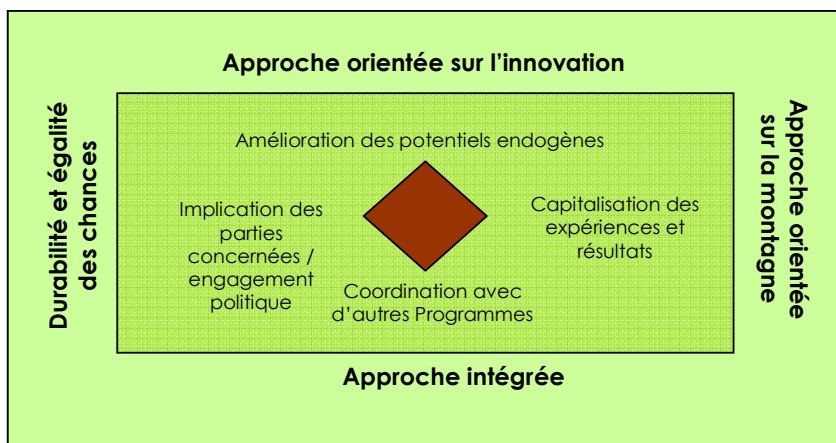 Approche orientée sur l'innovation
Durabilité et égalité
des chances
Amélioration des potentiels endogènes
Implication des
parties
concernées /
engagement
politique
Capitalisation des
expériences et
résultats
Coordination avec
d'autres Programmes
Approche orientée
sur la montagne
Approche intégrée